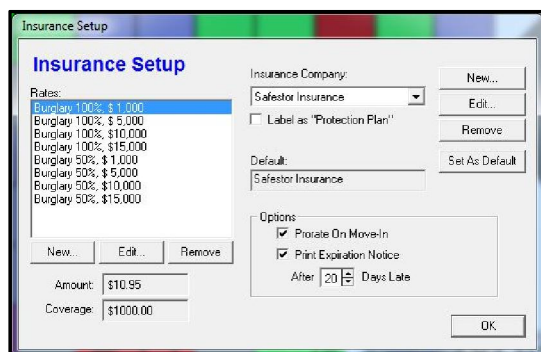 Insurance Setup
Insurance Setup
Rates:
Burglary 100%, $ 1,000
Burglary 100%, $ 5,000
Burglary 100%, $10,000
Burglary 100%, $15,000
Burglary 50%, $ 1,000
Burglary 50%, $ 5,000
Burglary 50%, $10,000
Burglary 50%, $15,000
New... Edit... Remove
Amount: $10.95
Coverage: $1000.00
Insurance Company:
Safestor Insurance
Label as "Protection Plan"
Default:
Safestor Insurance
Options
Prorate On Move-In
Print Expiration Notice
After 20 Days Late
New...
Edit...
Remove
Set As Default
OK